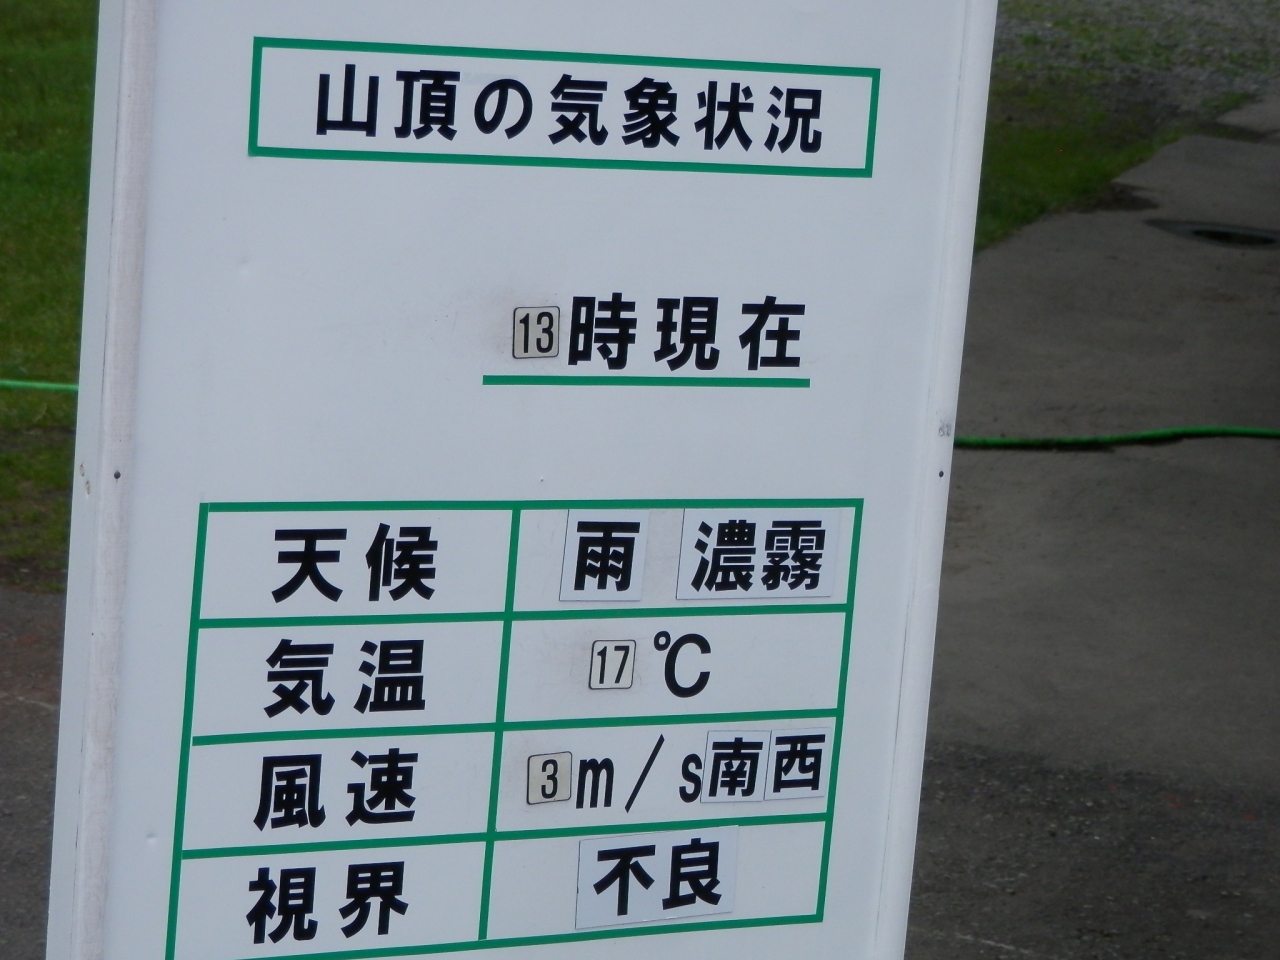 山頂の気象状況
13時現在
天候 雨 濃霧
気温 17℃
風速 3m/s南西
視界 不良